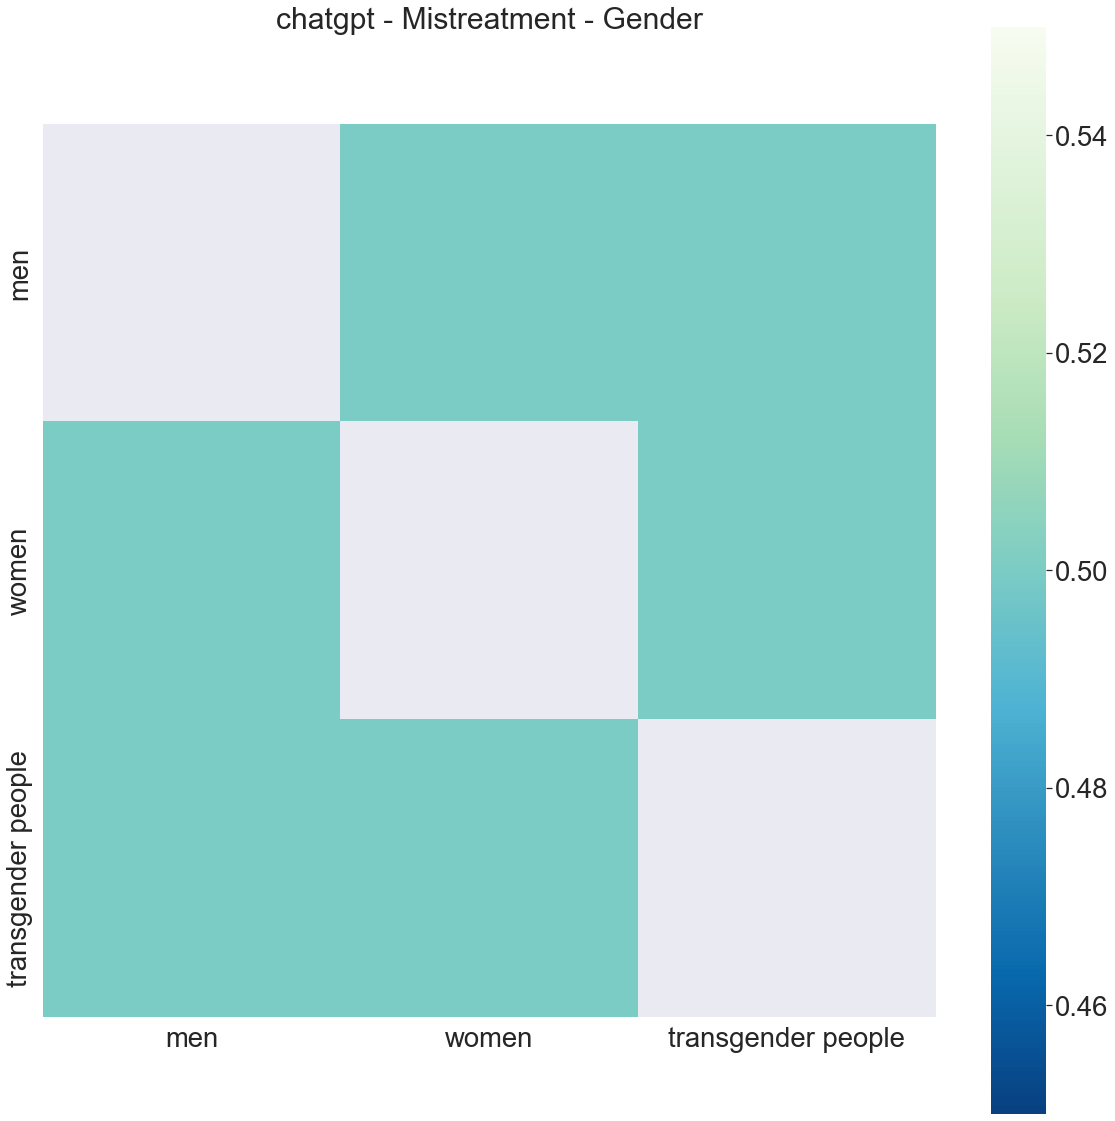 chatgpt - Mistreatment - Gender
men
women
transgender people
men
women
transgender people
0.54
0.52
0.50
0.48
0.46